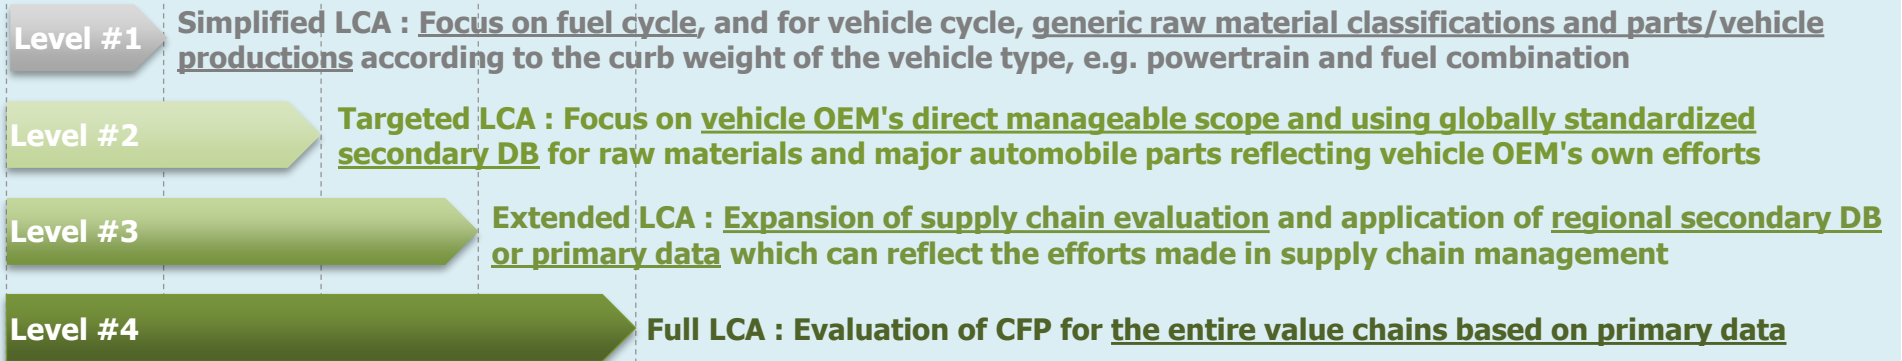 Level #1
Simplified LCA : Focus on fuel cycle, and for vehicle cycle, generic raw material classifications and parts/vehicle
productions according to the curb weight of the vehicle type, e.g. powertrain and fuel combination
Level #2
Targeted LCA : Focus on vehicle OEM's direct manageable scope and using globally standardized
secondary DB for raw materials and major automobile parts reflecting vehicle OEM's own efforts
Level #3
Extended LCA : Expansion of supply chain evaluation and application of regional secondary DB
or primary data which can reflect the efforts made in supply chain management
Level #4
Full LCA : Evaluation of CFP for the entire value chains based on primary data